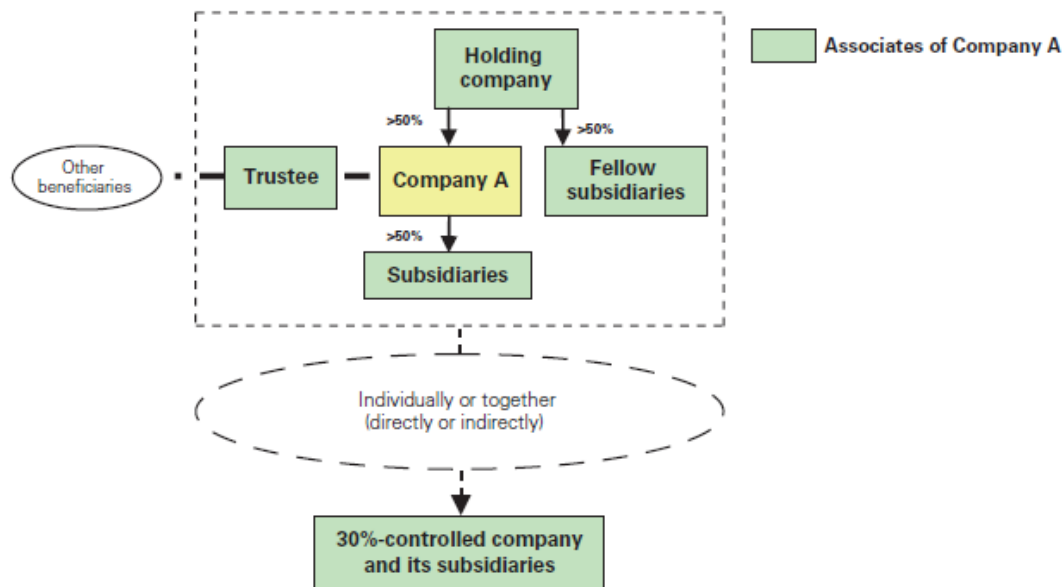 Associates of Company A
Holding
company
>50%
>50%
Other
beneficiaries
Trustee
Company A
Fellow
subsidiaries
>50%
Subsidiaries
Individually or together
(directly or indirectly)
30%-controlled company
and its subsidiaries